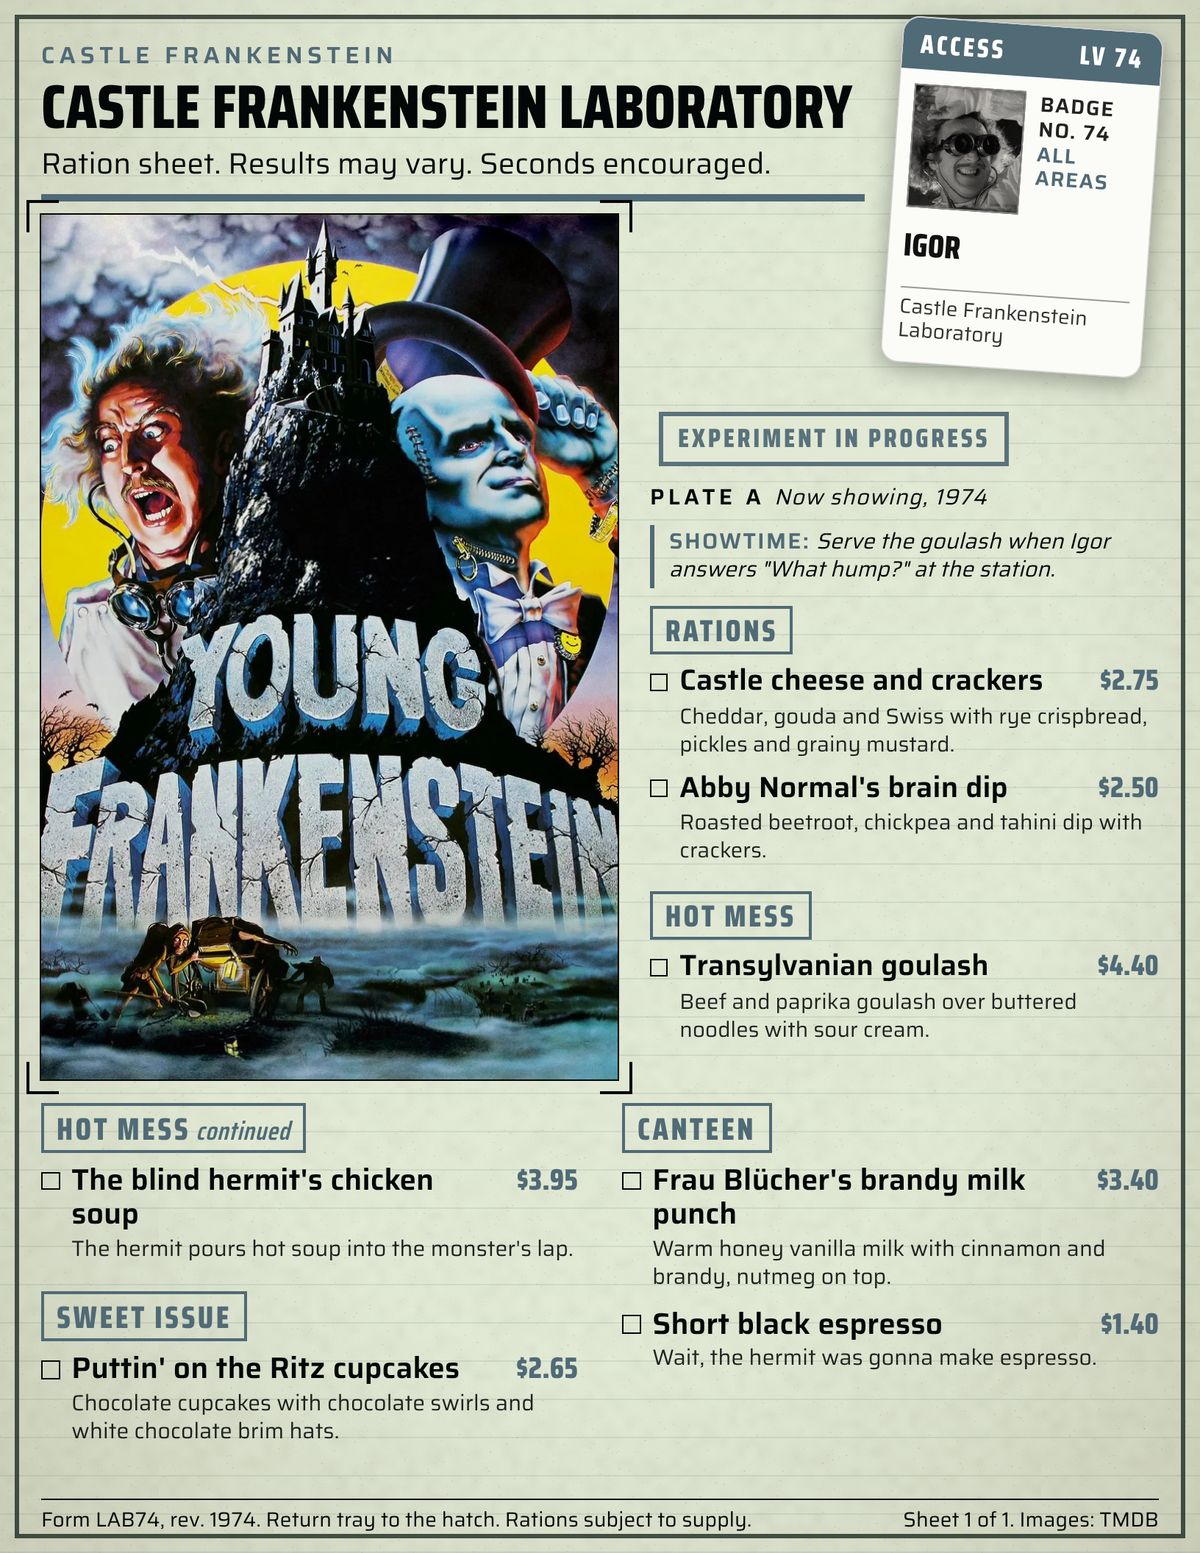 CASTLE FRANKENSTEIN
CASTLE FRANKENSTEIN LABORATORY
Ration sheet. Results may vary. Seconds encouraged.
ACCESS LV 74
BADGE
NO. 74
ALL
AREAS
IGOR
Castle Frankenstein
Laboratory
YOUNG
FRANKENSTEIN
EXPERIMENT IN PROGRESS
PLATE A Now showing, 1974
SHOWTIME: Serve the goulash when Igor
answers "What hump?" at the station.
RATIONS
Castle cheese and crackers $2.75
Cheddar, gouda and Swiss with rye crispbread,
pickles and grainy mustard.
Abby Normal's brain dip $2.50
Roasted beetroot, chickpea and tahini dip with
crackers.
HOT MESS
Transylvanian goulash $4.40
Beef and paprika goulash over buttered
noodles with sour cream.
HOT MESS continued
The blind hermit's chicken $3.95
soup
The hermit pours hot soup into the monster's lap.
SWEET ISSUE
Puttin' on the Ritz cupcakes $2.65
Chocolate cupcakes with chocolate swirls and
white chocolate brim hats.
CANTEEN
Frau Blücher's brandy milk $3.40
punch
Warm honey vanilla milk with cinnamon and
brandy, nutmeg on top.
Short black espresso $1.40
Wait, the hermit was gonna make espresso.
Form LAB74, rev. 1974. Return tray to the hatch. Rations subject to supply.
Sheet 1 of 1. Images: TMDB